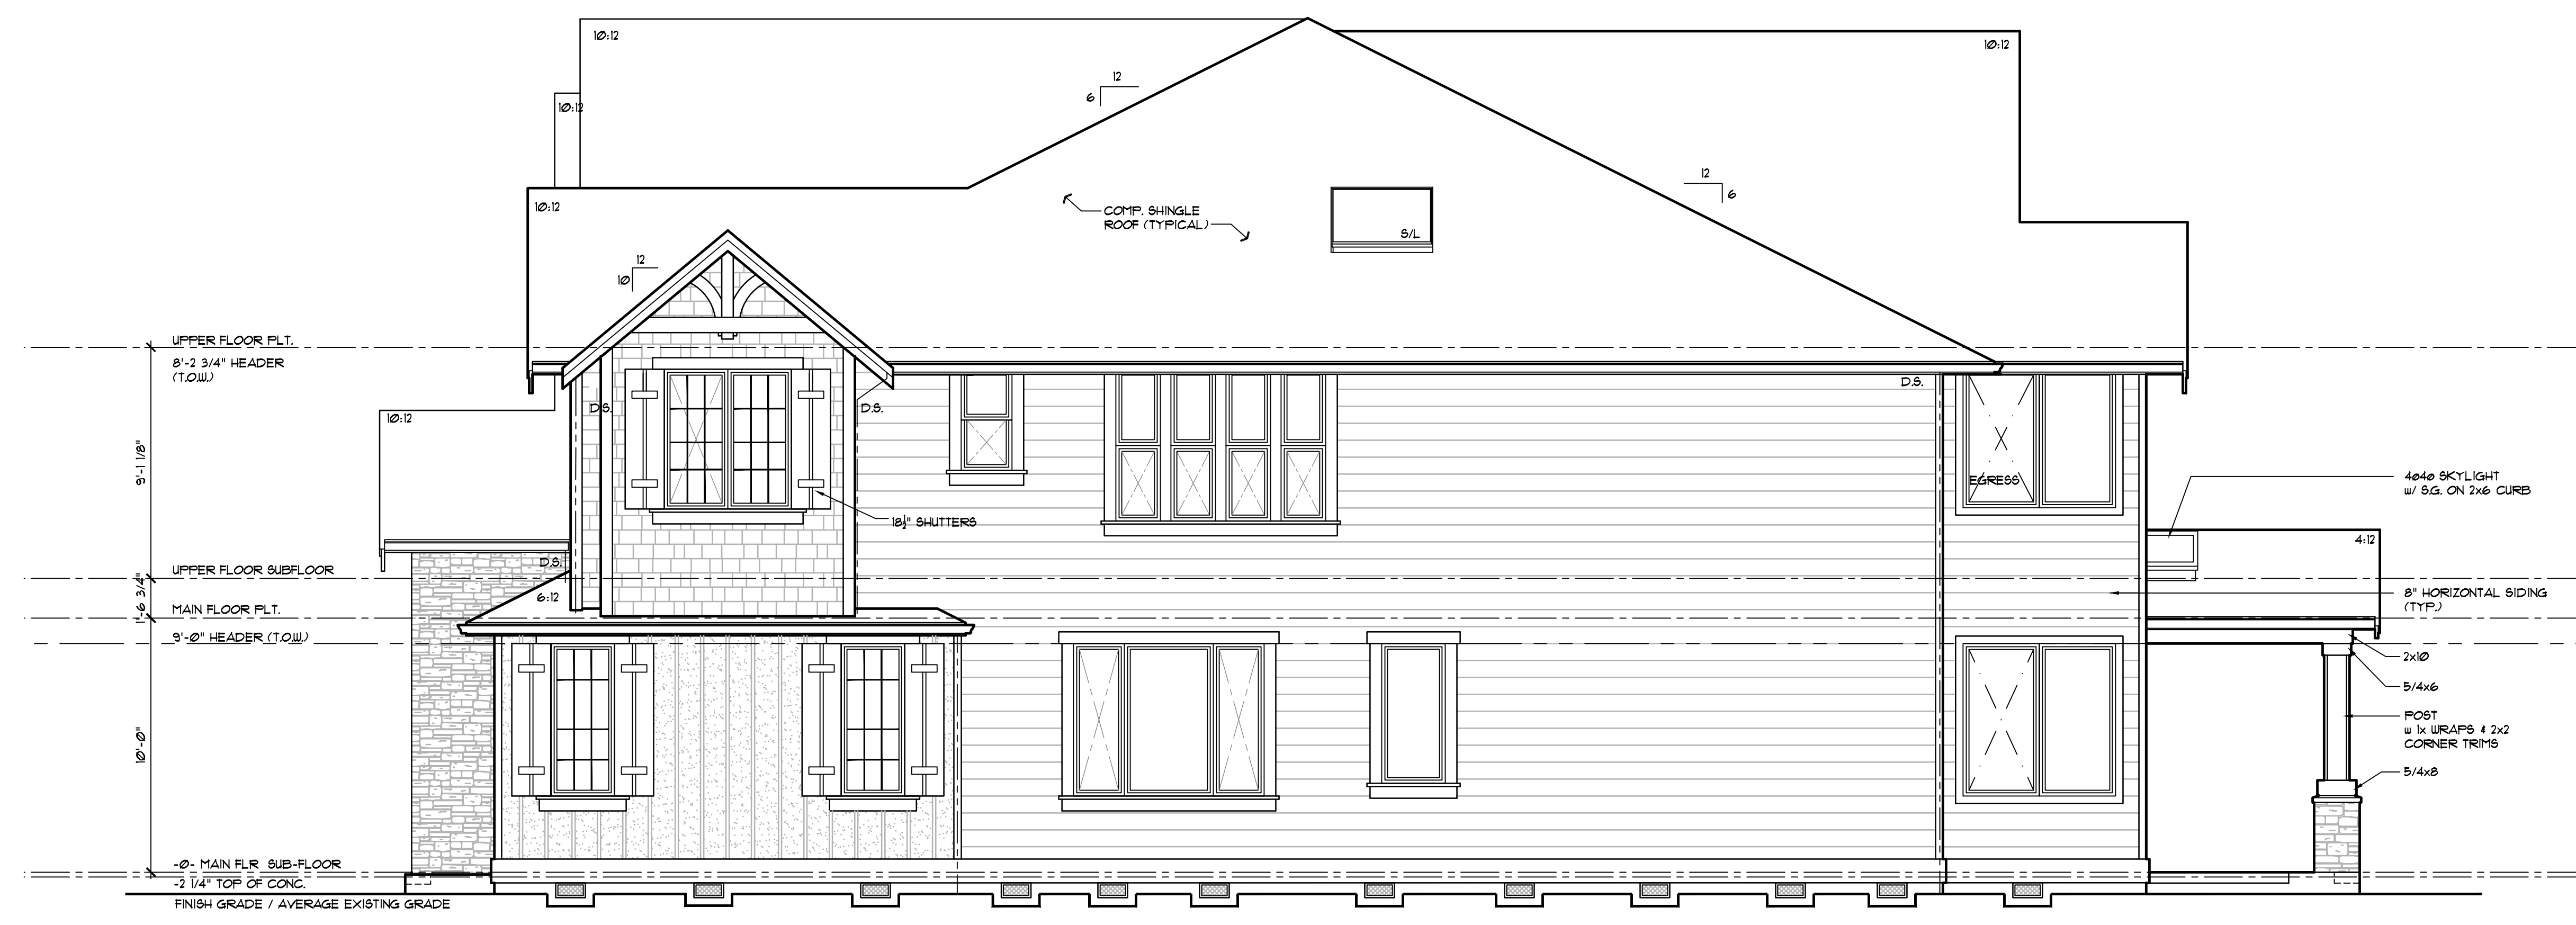 10:12
10:12
10:12
12
6
12
6
10:12
COMP. SHINGLE
ROOF (TYPICAL)
S/L
12
10
UPPER FLOOR PLT.
8'-2 3/4" HEADER
(T.O.W.)
10:12
D.S.
D.S.
D.S.
9'-1 1/8"
EGRESS
4040 SKYLIGHT
w/ S.G. ON 2x6 CURB
18½" SHUTTERS
4:12
D.S.
UPPER FLOOR SUBFLOOR
1'-6 3/4"
6:12
8" HORIZONTAL SIDING
(TYP.)
MAIN FLOOR PLT.
9'-0" HEADER (T.O.W.)
2x10
5/4x6
POST
w 1x WRAPS & 2x2
CORNER TRIMS
10'-0"
5/4x8
-0- MAIN FLR SUB-FLOOR
-2 1/4" TOP OF CONC.
FINISH GRADE / AVERAGE EXISTING GRADE